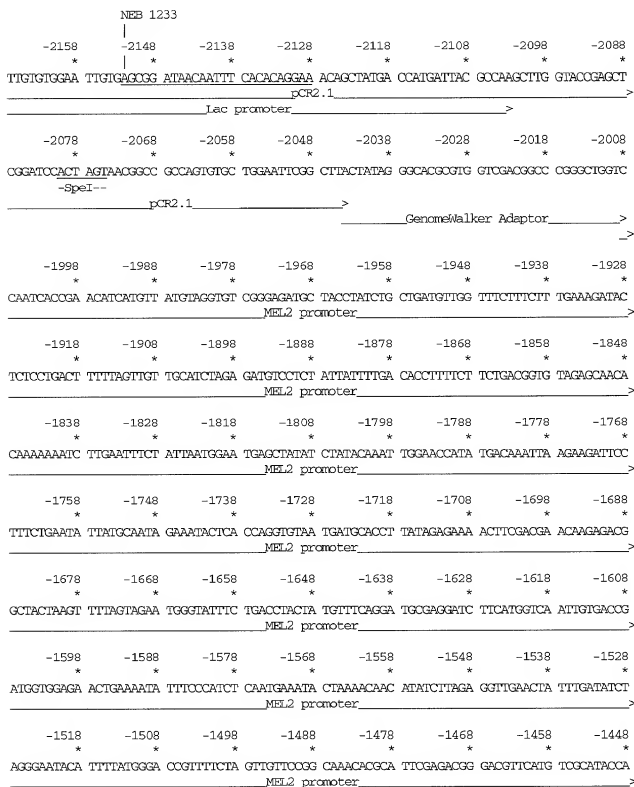 NEB 1233
-2158 -2148 -2138 -2128 -2118 -2108 -2098 -2088
* * * * * * * *
TTGTGTGGAA TTGTGAGCGG ATAACAATTT CACACAGGAA ACAGCTATGA CCATGATTAC GCCAAGCTTG GTACCGAGCT
pCR2.1 >
Lac promoter >
-2078 -2068 -2058 -2048 -2038 -2028 -2018 -2008
* * * * * * * *
CGGATCCACT AGTAACGGCC GCCAGTGTGC TGGAATTCGG CTTACTATAG GGCACGCGTG GTCGACGGCC CGGGCTGGTC
-SpeI--
pCR2.1 >
GenomeWalker Adaptor >
>
-1998 -1988 -1978 -1968 -1958 -1948 -1938 -1928
* * * * * * * *
CAATCACCGA ACATCATGTT ATGTAGGTGT CGGGAGATGC TACCTATCTG CTGATGTTGG TTTCTTTCTT TGAAAGATAC
MEL2 promoter >
-1918 -1908 -1898 -1888 -1878 -1868 -1858 -1848
* * * * * * * *
TCTCCTGACT TTTTAGTTGT TGCATCTAGA GATGTCCTCT ATTATTTTGA CACCTTTTCT TCTGACGGTG TAGAGCAACA
MEL2 promoter >
-1838 -1828 -1818 -1808 -1798 -1788 -1778 -1768
* * * * * * * *
CAAAAAAATC TTGAATTTCT ATTAATGGAA TGAGCTATAT CTATACAAAT TGGAACCATA TGACAAATTA AGAAGATTCC
MEL2 promoter >
-1758 -1748 -1738 -1728 -1718 -1708 -1698 -1688
* * * * * * * *
TTTCTGAATA TTATGCAATA GAAATACTCA CCAGGTGTAA TGATGCACCT TATAGAGAAA ACTTCGACGA ACAAGAGACG
MEL2 promoter >
-1678 -1668 -1658 -1648 -1638 -1628 -1618 -1608
* * * * * * * *
GCTACTAAGT TTTTAGTAGAA TGGGTATTTC TGACCTACTA TGTTTCAGGA TGCGAGGATC TTCATGGTCA ATTGTGACCG
MEL2 promoter >
-1598 -1588 -1578 -1568 -1558 -1548 -1538 -1528
* * * * * * * *
ATGGTGGAGA ACTGAAAATA TTTCCCATCT CAATGAAATA CTAAAACAAC ATATCTTAGA GGTTGAACTA TTTGATATCT
MEL2 promoter >
-1518 -1508 -1498 -1488 -1478 -1468 -1458 -1448
* * * * * * * *
AGGGAATACA TTTTATGGGA CCGTTTTCTA GTTGTTCCGG CAAACACGCA TTCGAGACGG GACGTTCATG TCGCATACCA
MEL2 promoter >